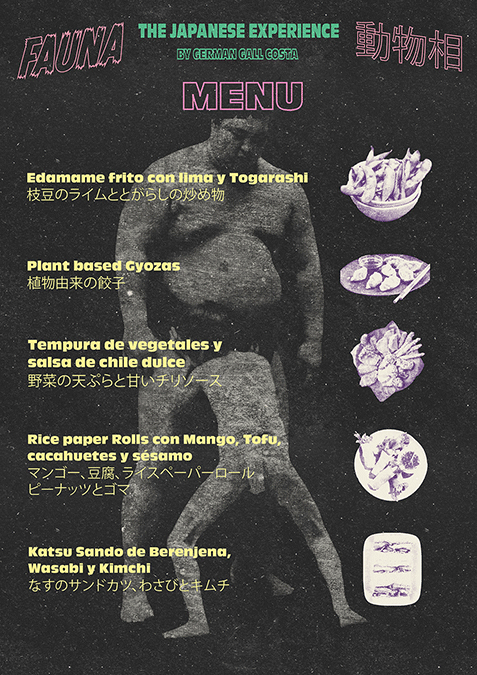 FAUNA
THE JAPANESE EXPERIENCE
動物相
BY GERMAN GALL COSTA
MENU
Edamame frito con lima y Togarashi
枝豆のライムととがらしの炒め物
Plant based Gyozas
植物由来の餃子
Tempura de vegetales y
salsa de chile dulce
野菜の天ぷらと甘いチリソース
Rice paper Rolls con Mango, Tofu,
cacahuetes y sésamo
マンゴー、豆腐、ライスペーパーロール
ピーナッツとゴマ
Katsu Sando de Berenjena,
Wasabi y Kimchi
なすのサンドカツ、わさびとキムチ